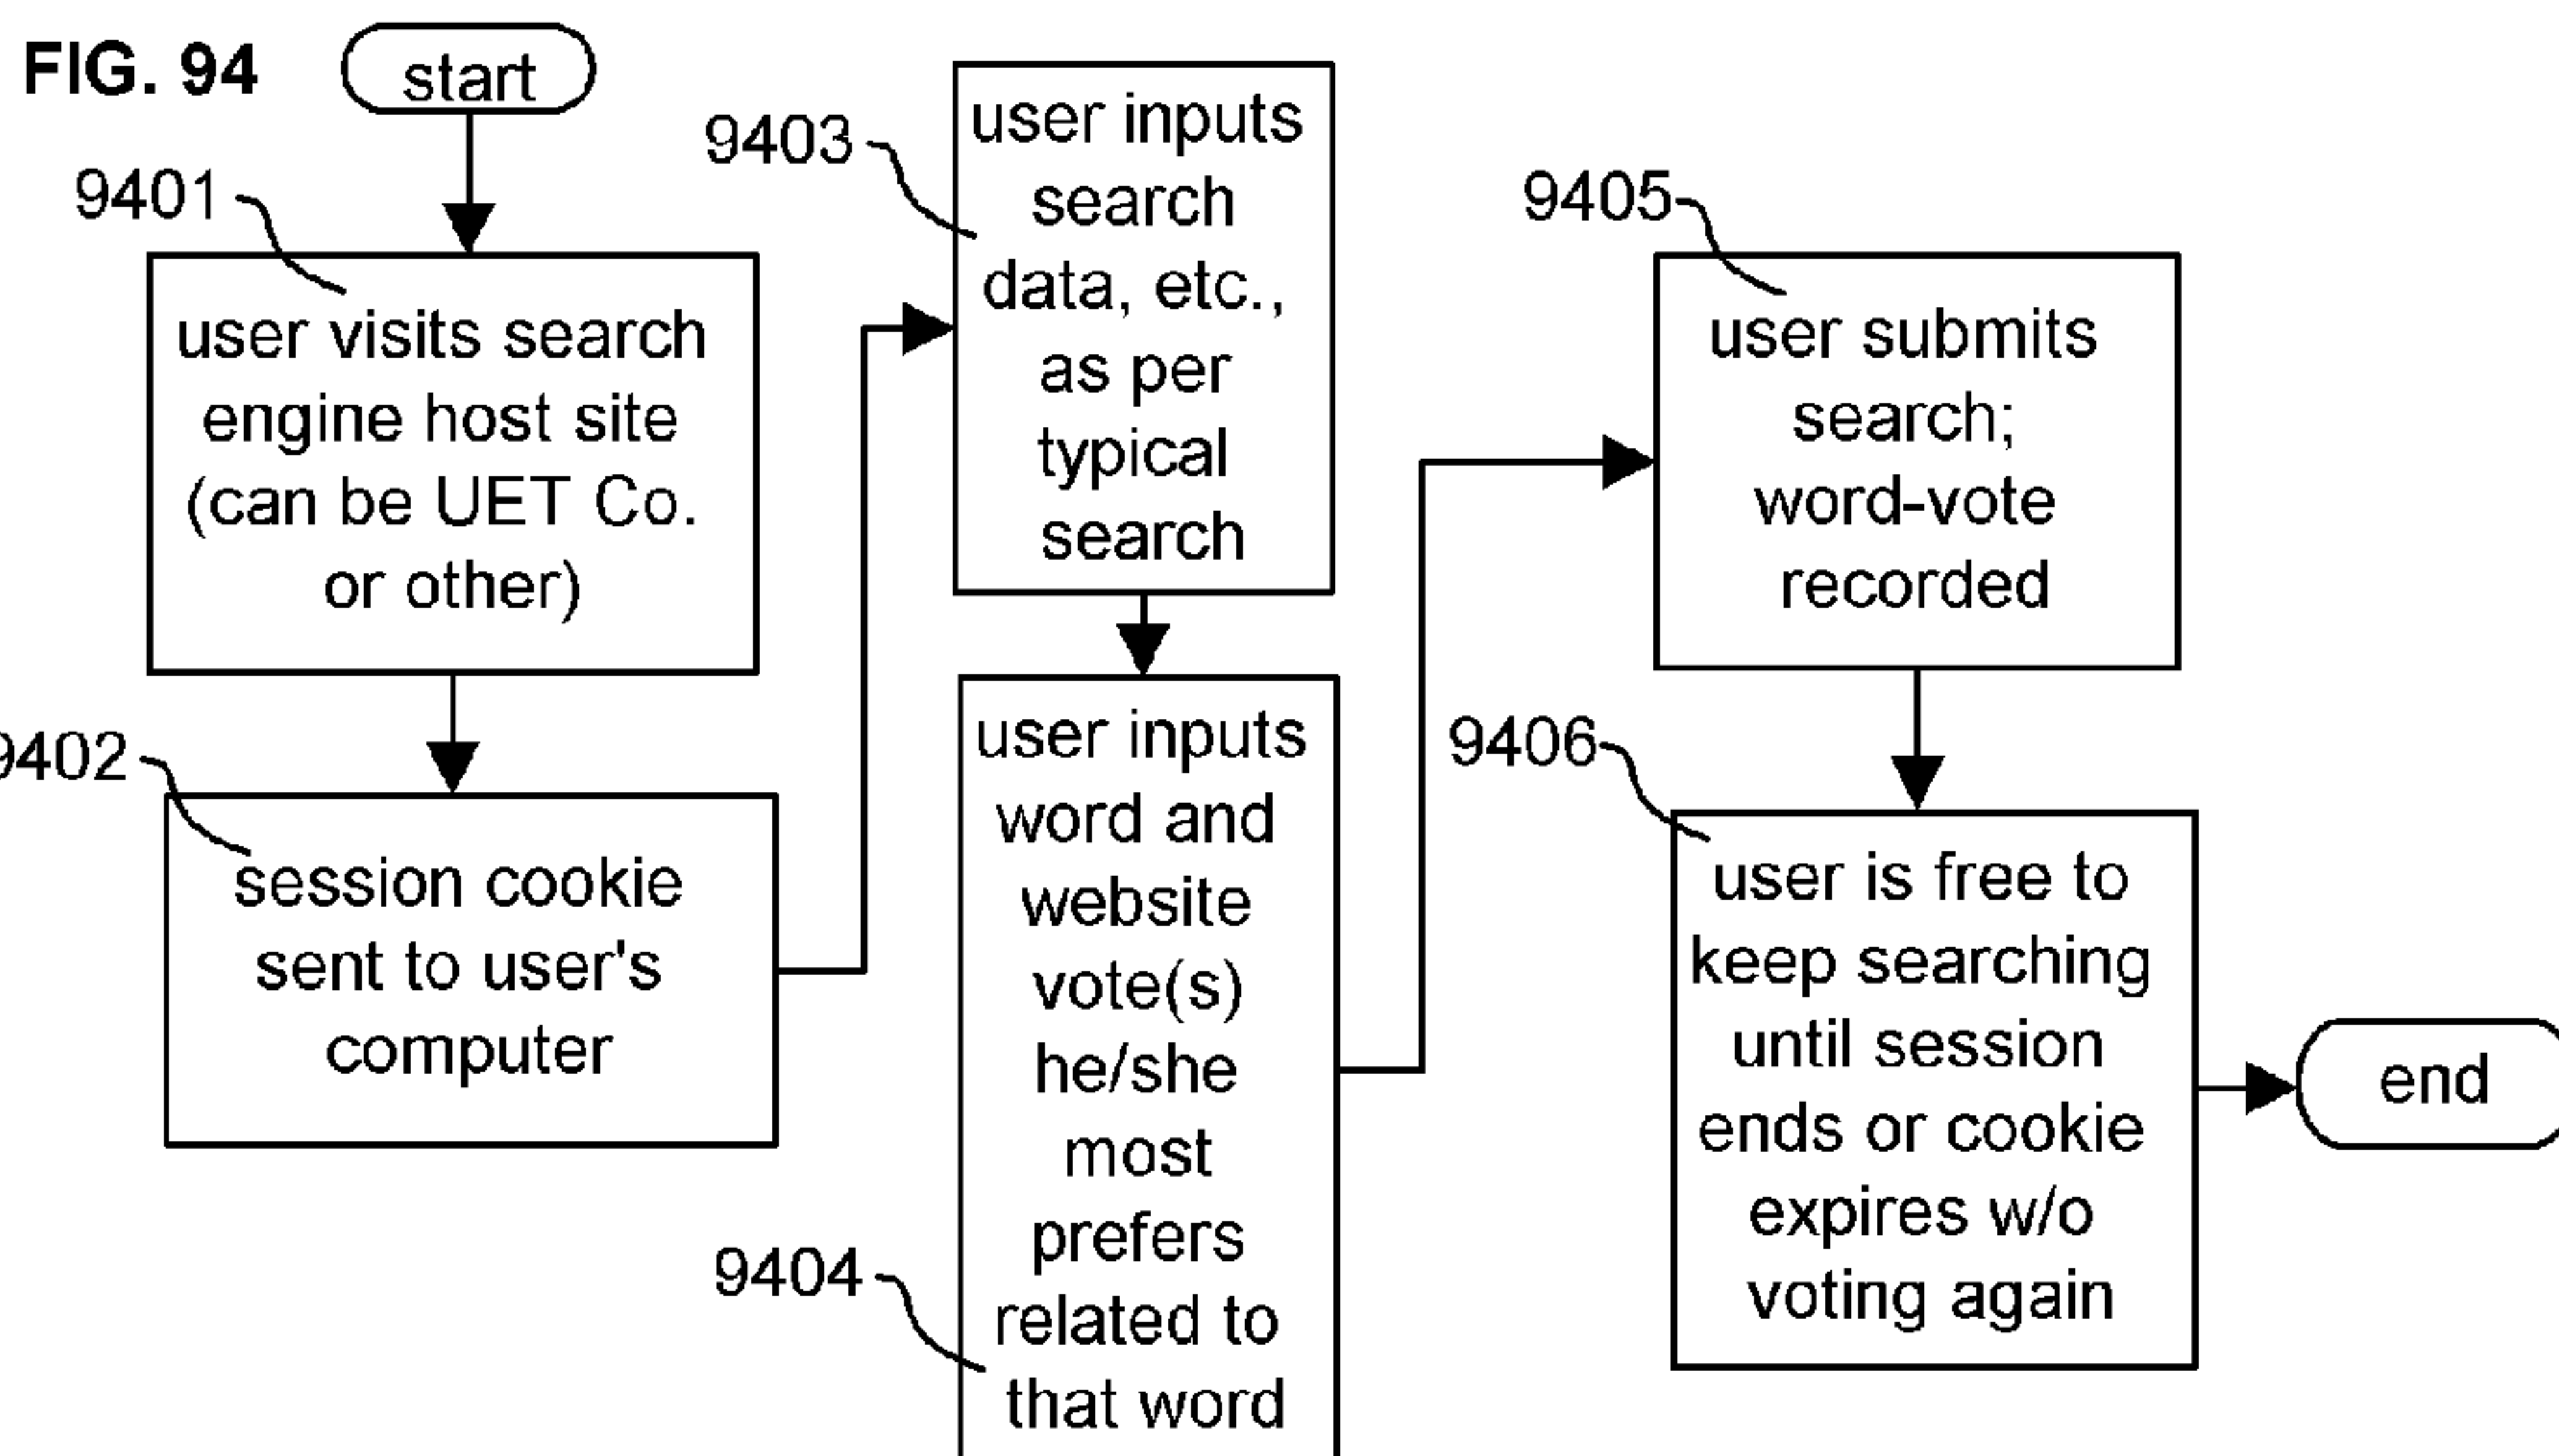 FIG. 94
start
9401
user visits search
engine host site
(can be UET Co.
or other)
9402
session cookie
sent to user's
computer
9403
user inputs
search
data, etc.,
as per
typical
search
9404
user inputs
word and
website
vote(s)
he/she
most
prefers
related to
that word
9405
user submits
search;
word-vote
recorded
9406
user is free to
keep searching
until session
ends or cookie
expires w/o
voting again
end